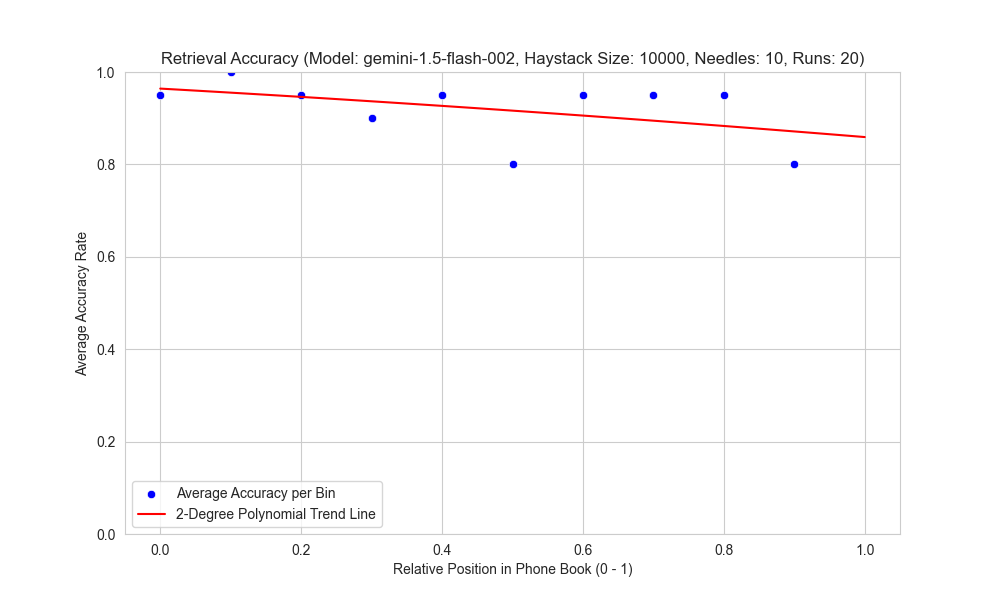 Retrieval Accuracy (Model: gemini-1.5-flash-002, Haystack Size: 10000, Needles: 10, Runs: 20)
1.0
0.8
0.6
0.4
0.2
0.0
Average Accuracy Rate
Average Accuracy per Bin
2-Degree Polynomial Trend Line
0.0 0.2 0.4 0.6 0.8 1.0
Relative Position in Phone Book (0 - 1)